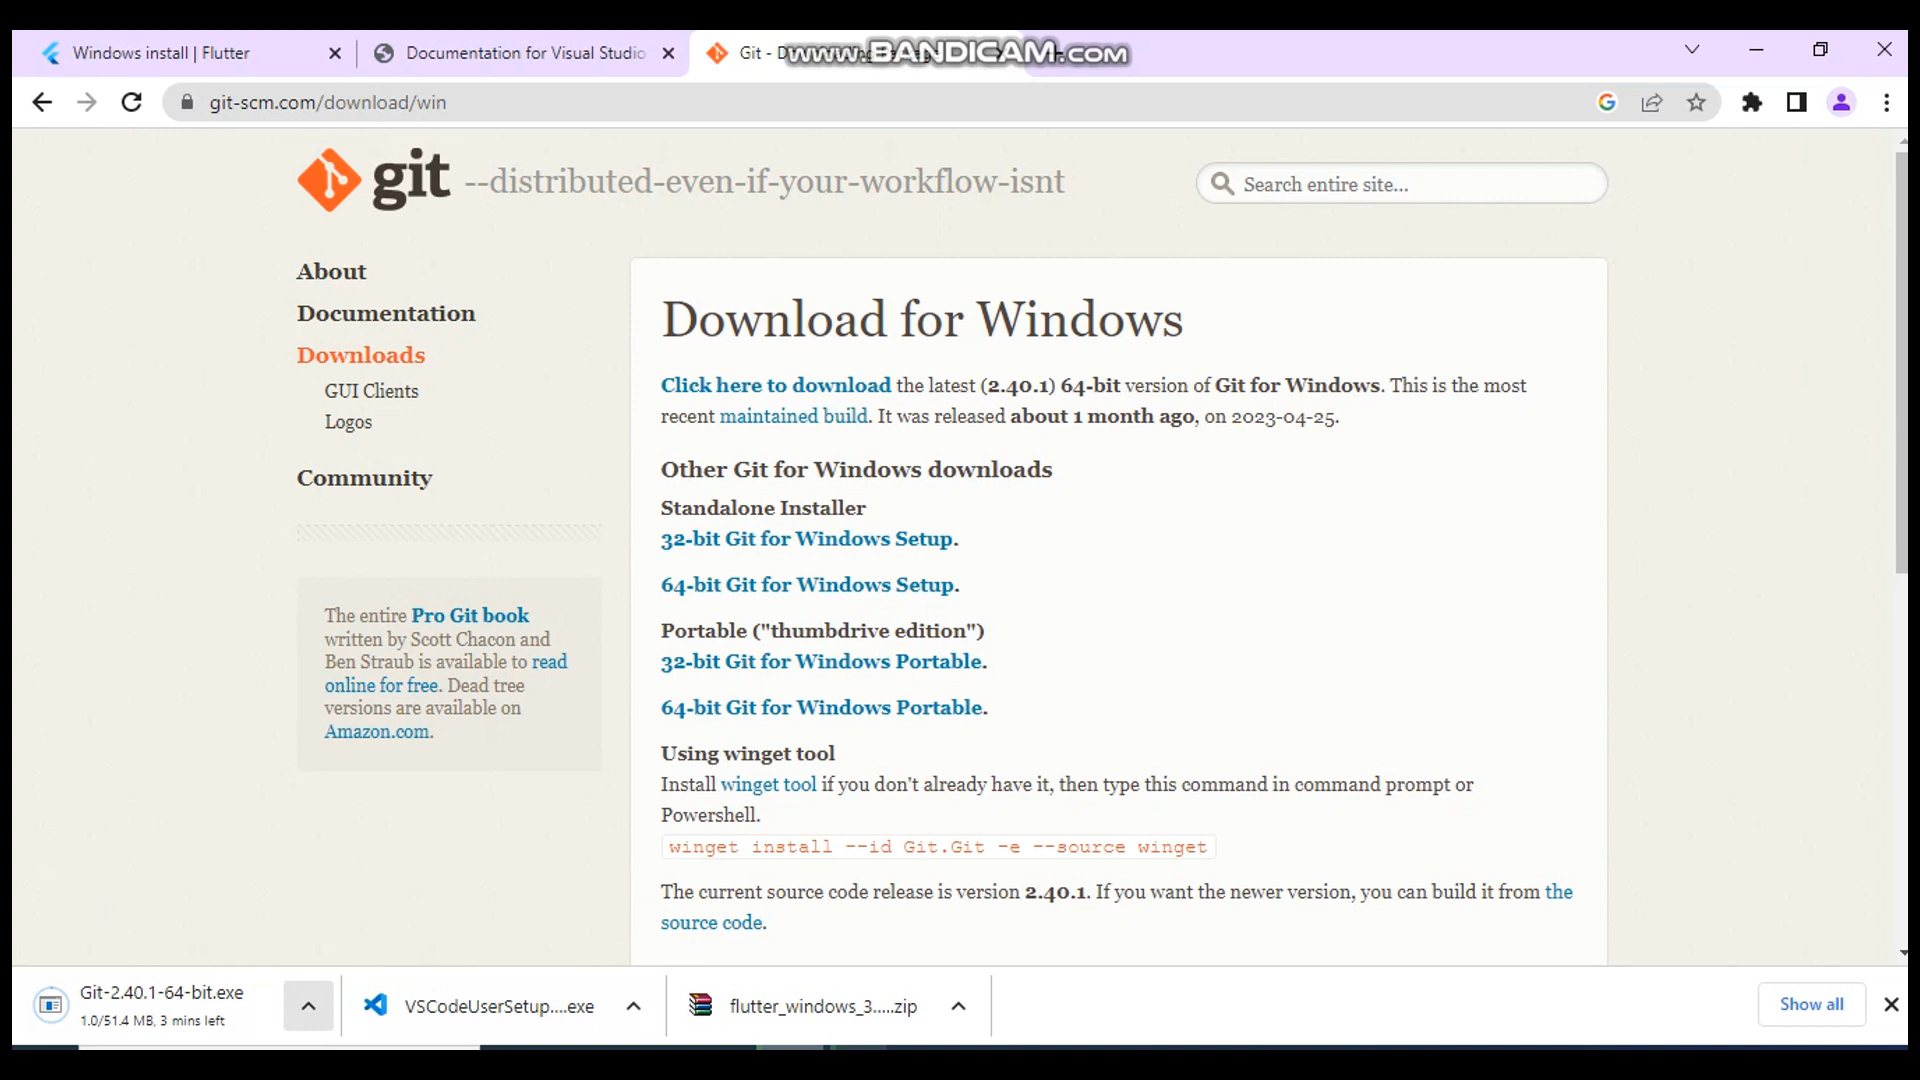 Windows install | Flutter
Documentation for Visual Studio
Git - D
www.BANDICAM.com
git-scm.com/download/win
git --distributed-even-if-your-workflow-isnt
Search entire site...
About
Documentation
Downloads
GUI Clients
Logos
Community
The entire Pro Git book
written by Scott Chacon and
Ben Straub is available to read
online for free. Dead tree
versions are available on
Amazon.com.
Download for Windows
Click here to download the latest (2.40.1) 64-bit version of Git for Windows. This is the most
recent maintained build. It was released about 1 month ago, on 2023-04-25.
Other Git for Windows downloads
Standalone Installer
32-bit Git for Windows Setup.
64-bit Git for Windows Setup.
Portable ("thumbdrive edition")
32-bit Git for Windows Portable.
64-bit Git for Windows Portable.
Using winget tool
Install winget tool if you don't already have it, then type this command in command prompt or
Powershell.
winget install --id Git.Git -e --source winget
The current source code release is version 2.40.1. If you want the newer version, you can build it from the
source code.
Git-2.40.1-64-bit.exe
1.0/51.4 MB, 3 mins left
VSCodeUserSetup....exe
flutter_windows_3.....zip
Show all